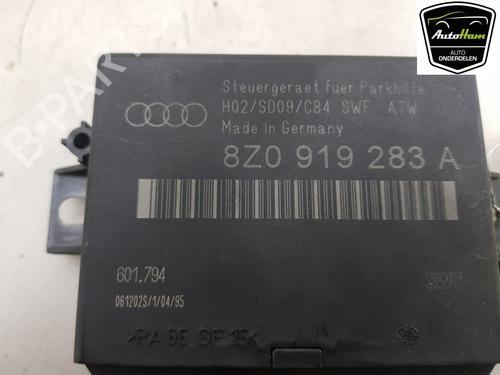 AutoHam
AUTO
ONDERDELEN
Steuergeraet fuer Parkhilfe
H02/SD09/C84 SWF ATW
Made in Germany
8Z0 919 283 A
601.794
061202S/1/04/95
>PA 66 GF 15<